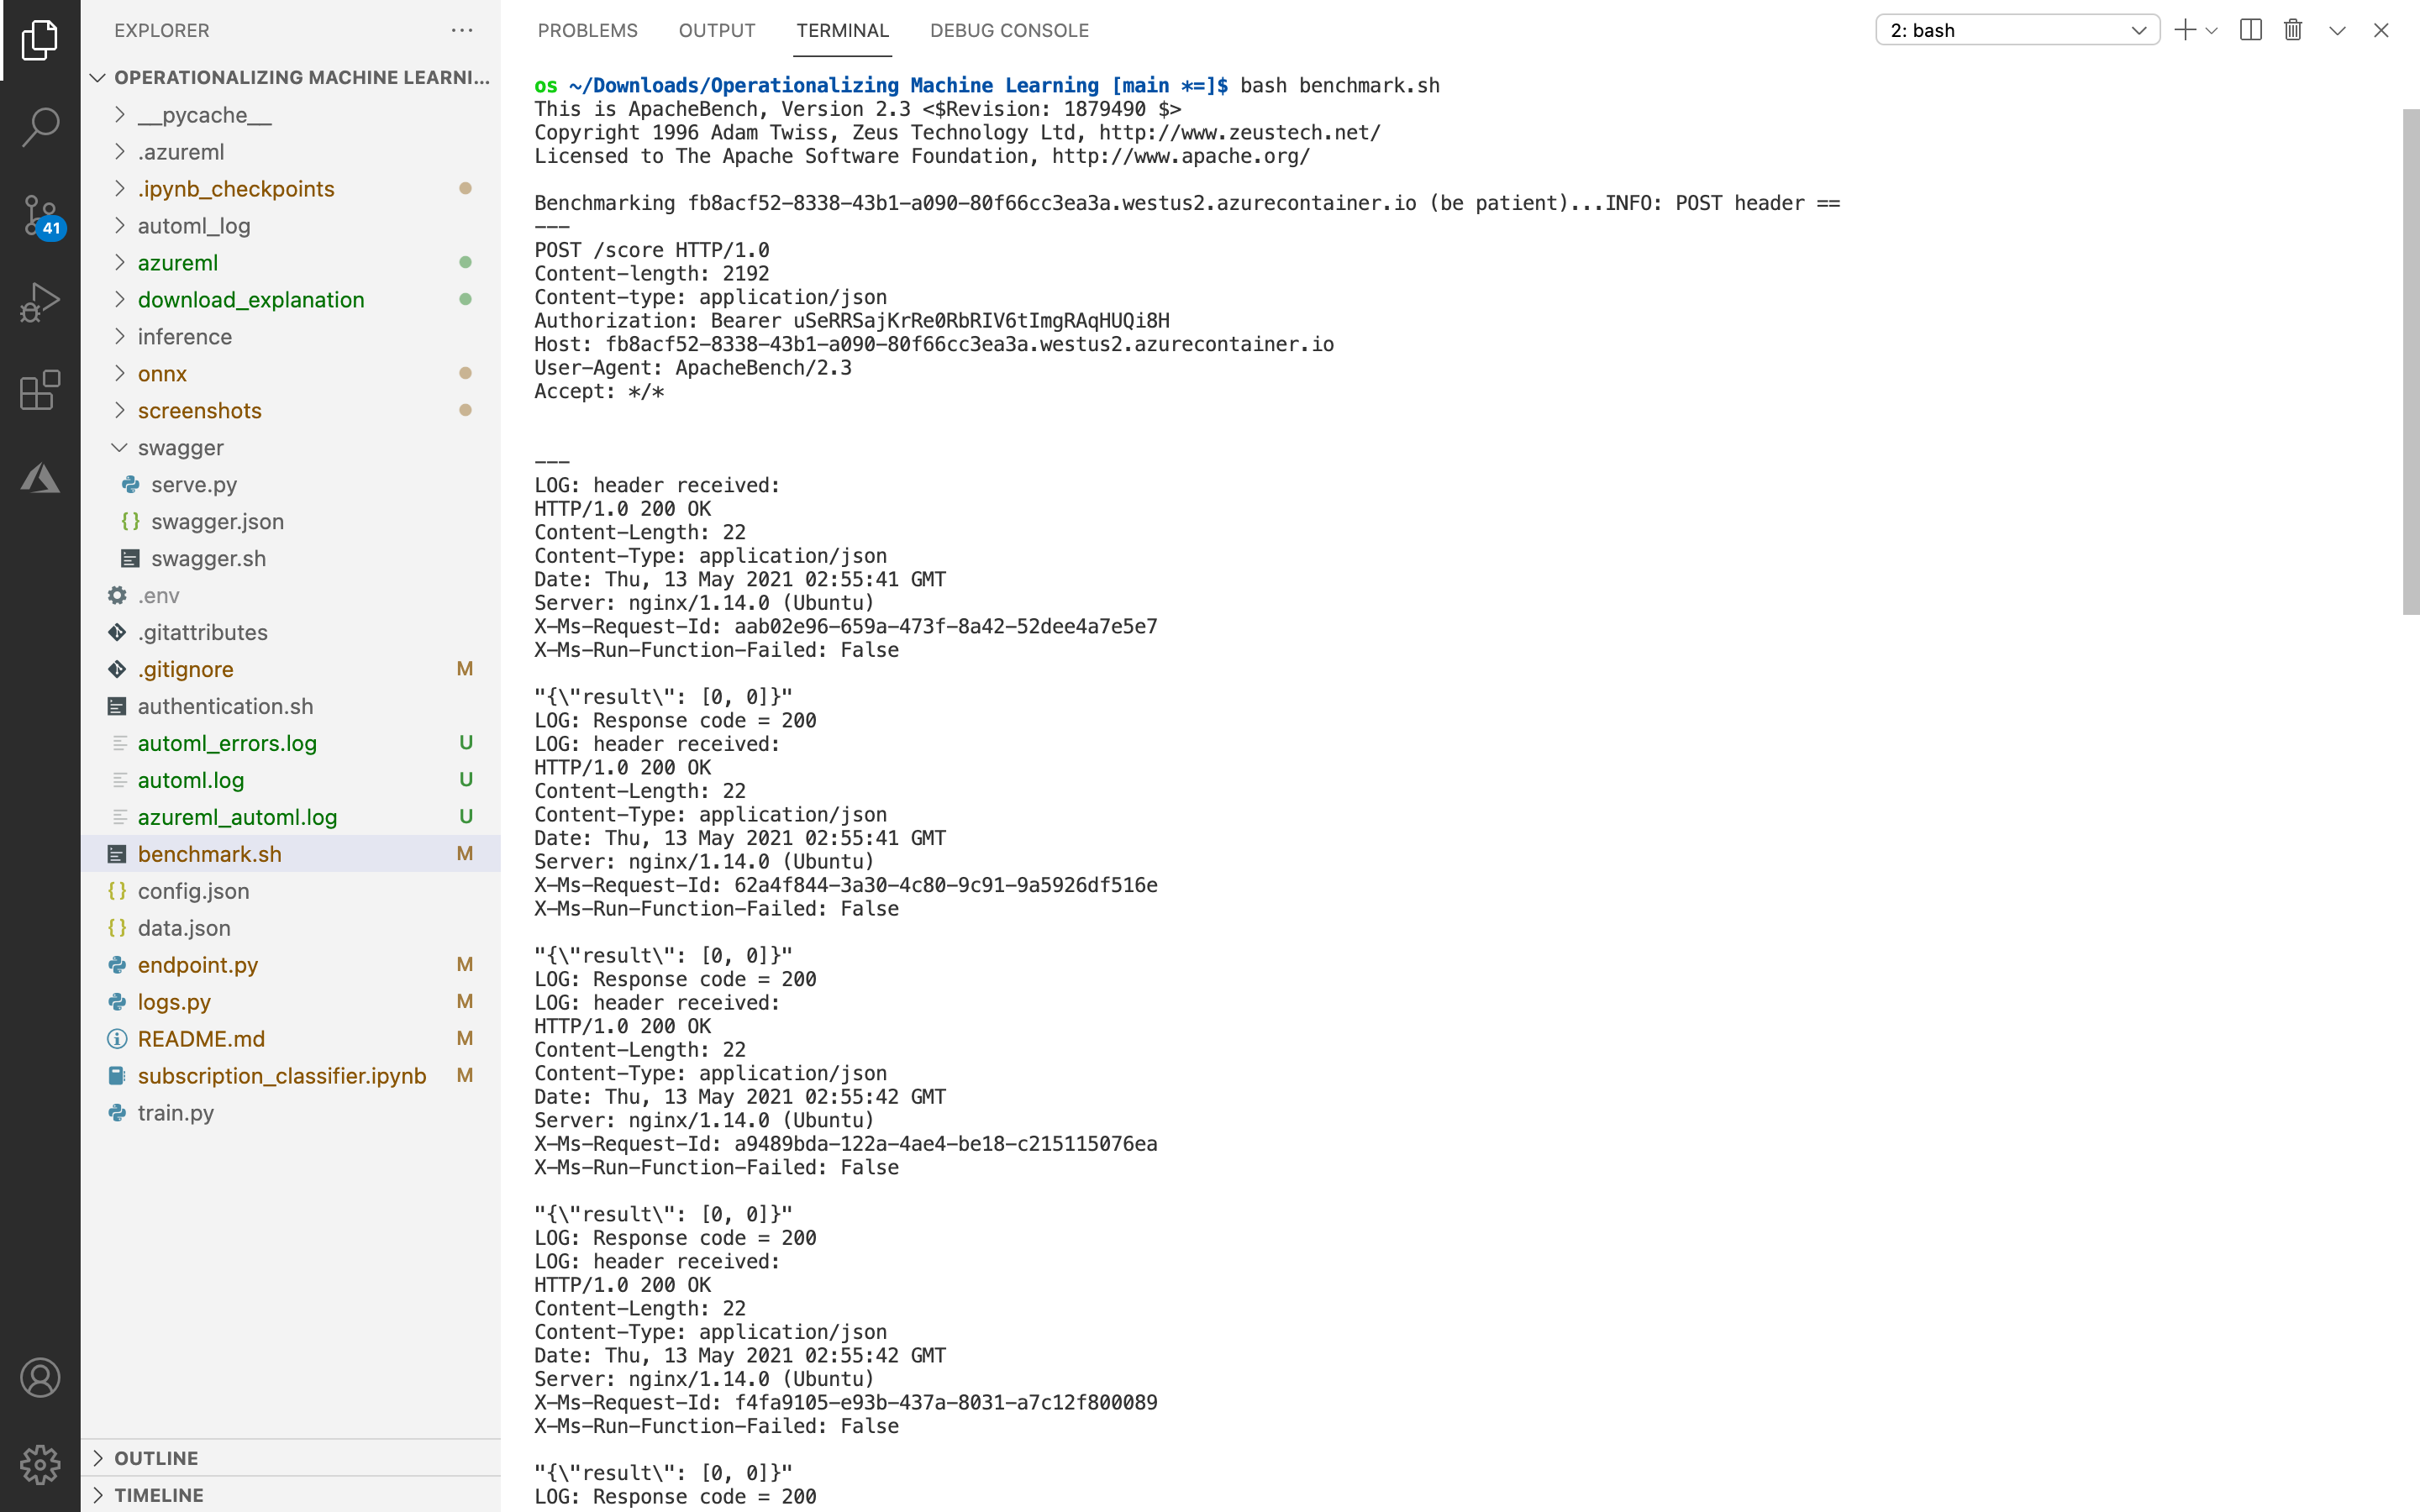 EXPLORER
OPERATIONALIZING MACHINE LEARNI...
__pycache__
.azureml
.ipynb_checkpoints
automl_log
azureml
download_explanation
inference
onnx
screenshots
swagger
serve.py
swagger.json
swagger.sh
.env
.gitattributes
.gitignore M
authentication.sh
automl_errors.log U
automl.log U
azureml_automl.log U
benchmark.sh M
config.json
data.json
endpoint.py M
logs.py M
README.md M
subscription_classifier.ipynb M
train.py
OUTLINE
TIMELINE
41
PROBLEMS OUTPUT TERMINAL DEBUG CONSOLE 2: bash
os ~/Downloads/Operationalizing Machine Learning [main *=]$ bash benchmark.sh
This is ApacheBench, Version 2.3 <$Revision: 1879490 $>
Copyright 1996 Adam Twiss, Zeus Technology Ltd, http://www.zeustech.net/
Licensed to The Apache Software Foundation, http://www.apache.org/
Benchmarking fb8acf52-8338-43b1-a090-80f66cc3ea3a.westus2.azurecontainer.io (be patient)...INFO: POST header ==
---
POST /score HTTP/1.0
Content-length: 2192
Content-type: application/json
Authorization: Bearer uSeRRSajKrRe0RbRIV6tImgRAqHUQi8H
Host: fb8acf52-8338-43b1-a090-80f66cc3ea3a.westus2.azurecontainer.io
User-Agent: ApacheBench/2.3
Accept: */*
---
LOG: header received:
HTTP/1.0 200 OK
Content-Length: 22
Content-Type: application/json
Date: Thu, 13 May 2021 02:55:41 GMT
Server: nginx/1.14.0 (Ubuntu)
X-Ms-Request-Id: aab02e96-659a-473f-8a42-52dee4a7e5e7
X-Ms-Run-Function-Failed: False
"{\"result\": [0, 0]}"
LOG: Response code = 200
LOG: header received:
HTTP/1.0 200 OK
Content-Length: 22
Content-Type: application/json
Date: Thu, 13 May 2021 02:55:41 GMT
Server: nginx/1.14.0 (Ubuntu)
X-Ms-Request-Id: 62a4f844-3a30-4c80-9c91-9a5926df516e
X-Ms-Run-Function-Failed: False
"{\"result\": [0, 0]}"
LOG: Response code = 200
LOG: header received:
HTTP/1.0 200 OK
Content-Length: 22
Content-Type: application/json
Date: Thu, 13 May 2021 02:55:42 GMT
Server: nginx/1.14.0 (Ubuntu)
X-Ms-Request-Id: a9489bda-122a-4ae4-be18-c215115076ea
X-Ms-Run-Function-Failed: False
"{\"result\": [0, 0]}"
LOG: Response code = 200
LOG: header received:
HTTP/1.0 200 OK
Content-Length: 22
Content-Type: application/json
Date: Thu, 13 May 2021 02:55:42 GMT
Server: nginx/1.14.0 (Ubuntu)
X-Ms-Request-Id: f4fa9105-e93b-437a-8031-a7c12f800089
X-Ms-Run-Function-Failed: False
"{\"result\": [0, 0]}"
LOG: Response code = 200